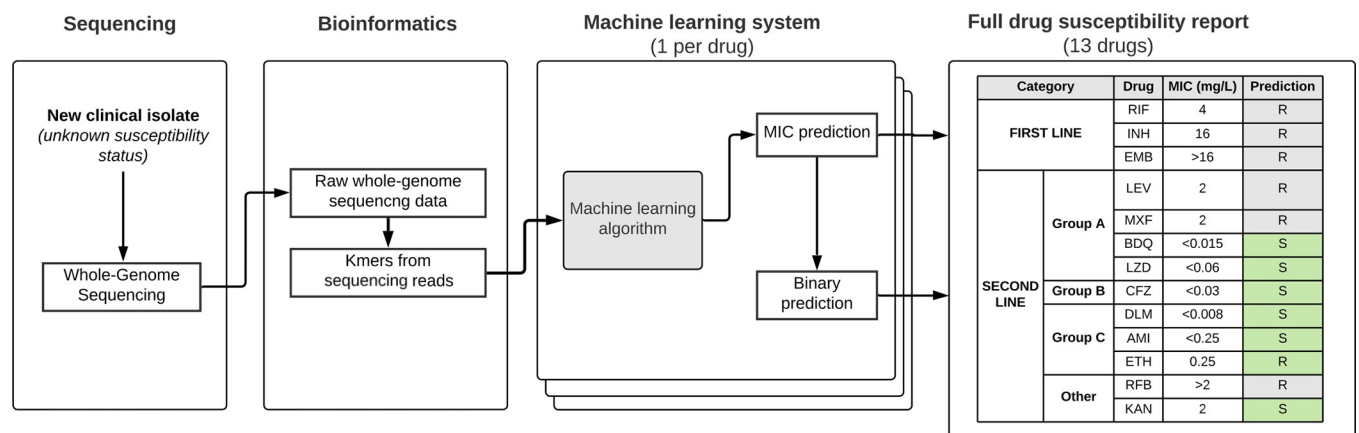 Sequencing
New clinical isolate
(unknown susceptibility
status)
Whole-Genome
Sequencing
Bioinformatics
Raw whole-genome
sequencng data
Kmers from
sequencing reads
Machine learning system
(1 per drug)
Machine learning
algorithm
MIC prediction
Binary
prediction
Full drug susceptibility report
(13 drugs)
Category Drug MIC (mg/L) Prediction
FIRST LINE
RIF 4 R
INH 16 R
EMB >16 R
SECOND
LINE
Group A
LEV 2 R
MXF 2 R
BDQ <0.015 S
LZD <0.06 S
Group B CFZ <0.03 S
Group C
DLM <0.008 S
AMI <0.25 S
ETH 0.25 R
Other
RFB >2 R
KAN 2 S